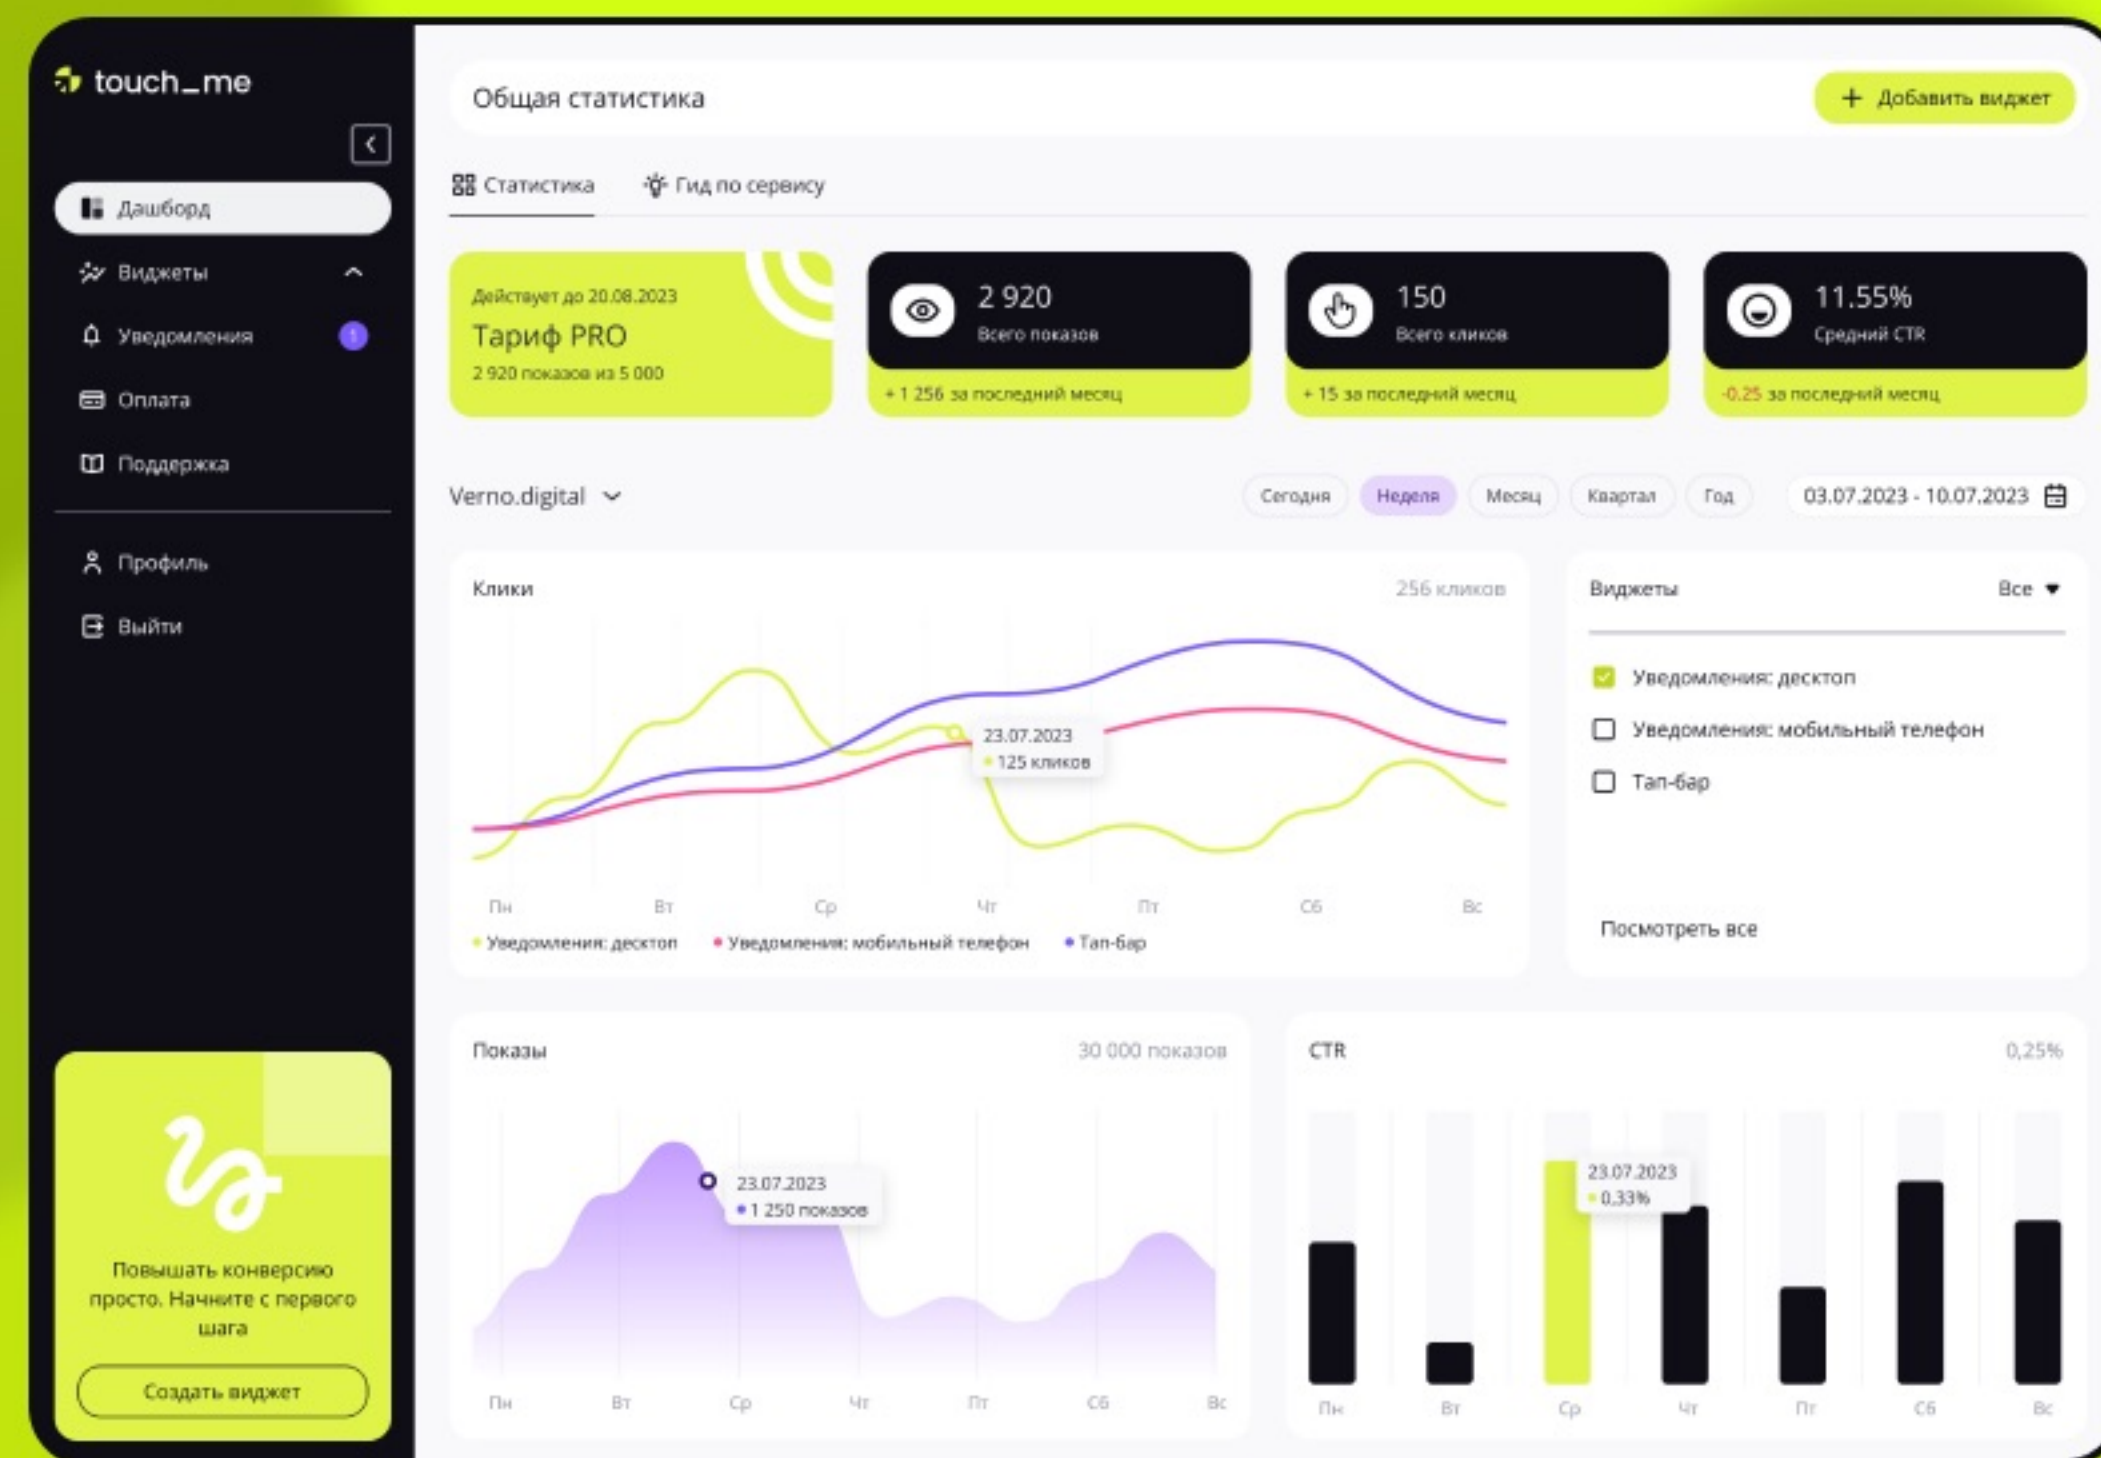 touch_me
Дашборд
Виджеты
Уведомления
1
Оплата
Поддержка
Профиль
Выйти
Повышать конверсию
просто. Начните с первого
шага
Создать виджет
Общая статистика
+ Добавить виджет
Статистика
Гид по сервису
Действует до 20.08.2023
Тариф PRO
2 920 показов из 5 000
2 920
Всего показов
+ 1 256 за последний месяц
150
Всего кликов
+ 15 за последний месяц
11.55%
Средний CTR
-0.25 за последний месяц
Verno.digital
Сегодня
Неделя
Месяц
Квартал
Год
03.07.2023 - 10.07.2023
Клики
256 кликов
23.07.2023
125 кликов
Пн Вт Ср Чт Пт Сб Вс
Уведомления: десктоп
Уведомления: мобильный телефон
Тап-бар
Виджеты
Все
Уведомления: десктоп
Уведомления: мобильный телефон
Тап-бар
Посмотреть все
Показы
30 000 показов
23.07.2023
1 250 показов
Пн Вт Ср Чт Пт Сб Вс
CTR
0,25%
23.07.2023
0,33%
Пн Вт Ср Чт Пт Сб Вс